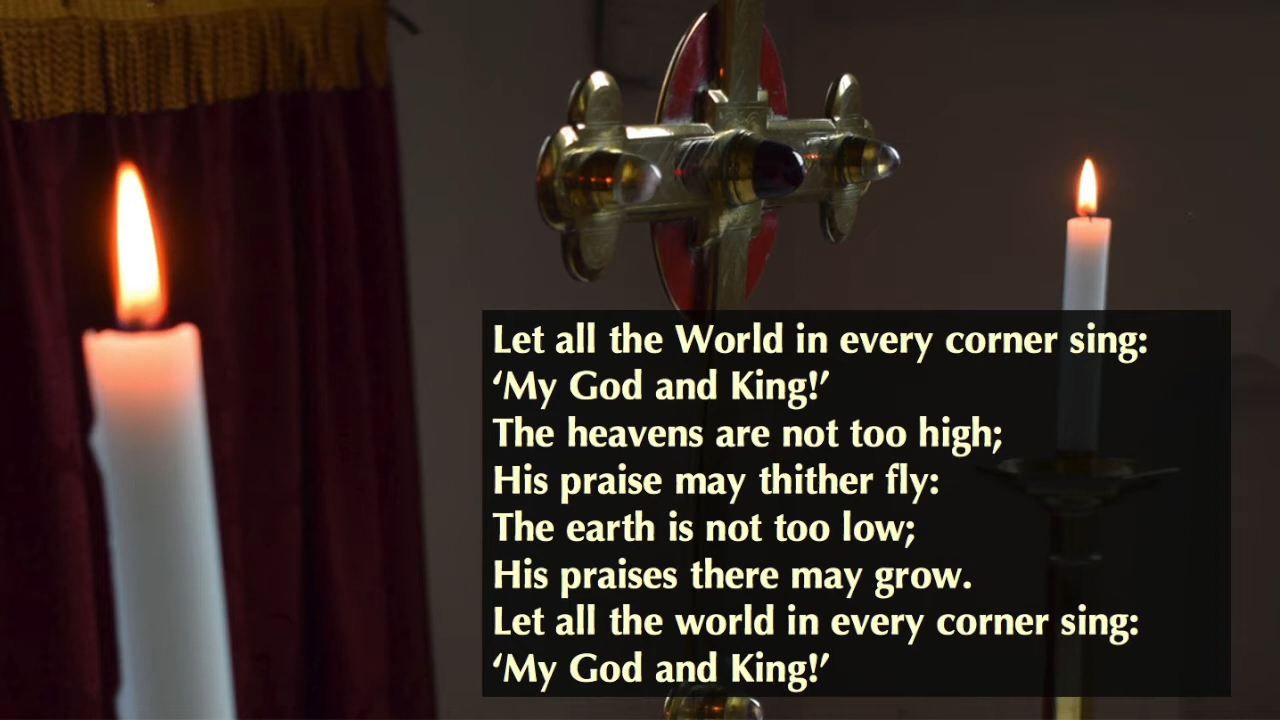 Let all the World in every corner sing:
‘My God and King!’
The heavens are not too high;
His praise may thither fly:
The earth is not too low;
His praises there may grow.
Let all the world in every corner sing:
‘My God and King!’